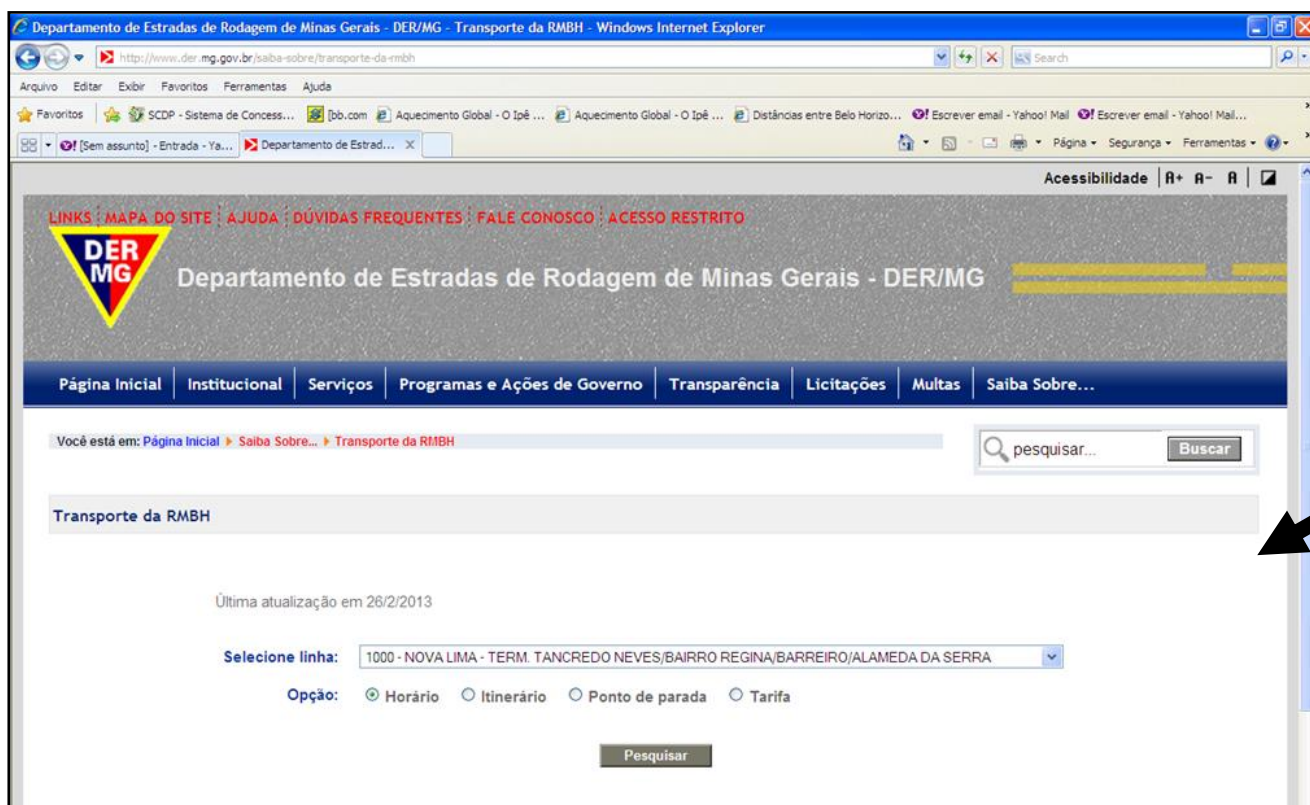 Departamento de Estradas de Rodagem de Minas Gerais - DER/MG - Transporte da RMBH - Windows Internet Explorer
http://www.der.mg.gov.br/saiba-sobre/transporte-da-rmbh
Search
Arquivo Editar Exibir Favoritos Ferramentas Ajuda
Favoritos SCDP - Sistema de Concess... [bb.com Aquecimento Global - O Ipê ... Aquecimento Global - O Ipê ... Distâncias entre Belo Horizo... Escrever email - Yahoo! Mail Escrever email - Yahoo! Mail...
[Sem assunto] - Entrada - Ya... Departamento de Estrad... X Página Segurança Ferramentas
Acessibilidade A+ A- A
LINKS MAPA DO SITE AJUDA DÚVIDAS FREQUENTES FALE CONOSCO ACESSO RESTRITO
DER
MG
Departamento de Estradas de Rodagem de Minas Gerais - DER/MG
Página Inicial Institucional Serviços Programas e Ações de Governo Transparência Licitações Multas Saiba Sobre...
Você está em: Página Inicial Saiba Sobre... Transporte da RMBH
pesquisar... Buscar
Transporte da RMBH
Última atualização em 26/2/2013
Selecione linha: 1000 - NOVA LIMA - TERM. TANCREDO NEVES/BAIRRO REGINA/BARREIRO/ALAMEDA DA SERRA
Opção: Horário Itinerário Ponto de parada Tarifa
Pesquisar